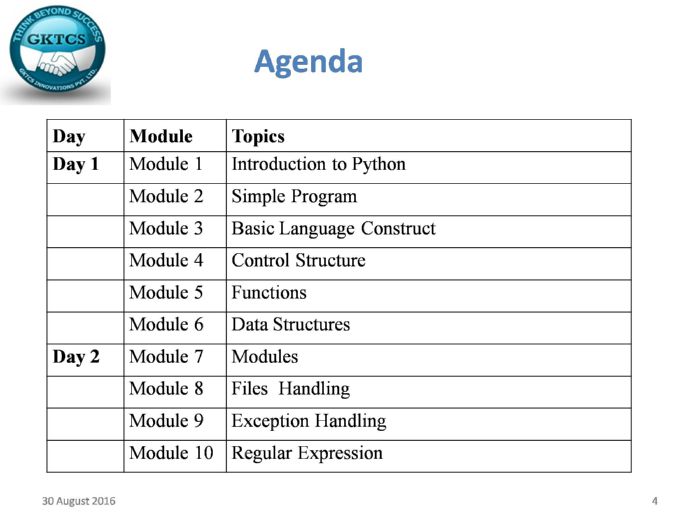 THINK BEYOND SUCCESS
GKTCS
GKTCS INNOVATIONS PVT. LTD.
Agenda
Day Module Topics
Day 1 Module 1 Introduction to Python
Module 2 Simple Program
Module 3 Basic Language Construct
Module 4 Control Structure
Module 5 Functions
Module 6 Data Structures
Day 2 Module 7 Modules
Module 8 Files Handling
Module 9 Exception Handling
Module 10 Regular Expression
30 August 2016 4